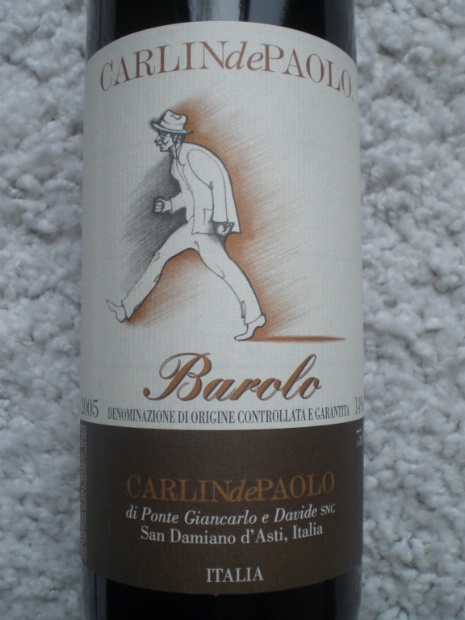 CARLINdePAOLO
Barolo
2005 DENOMINAZIONE DI ORIGINE CONTROLLATA E GARANTITA
CARLINdePAOLO
di Ponte Giancarlo e Davide SNC
San Damiano d'Asti, Italia
ITALIA